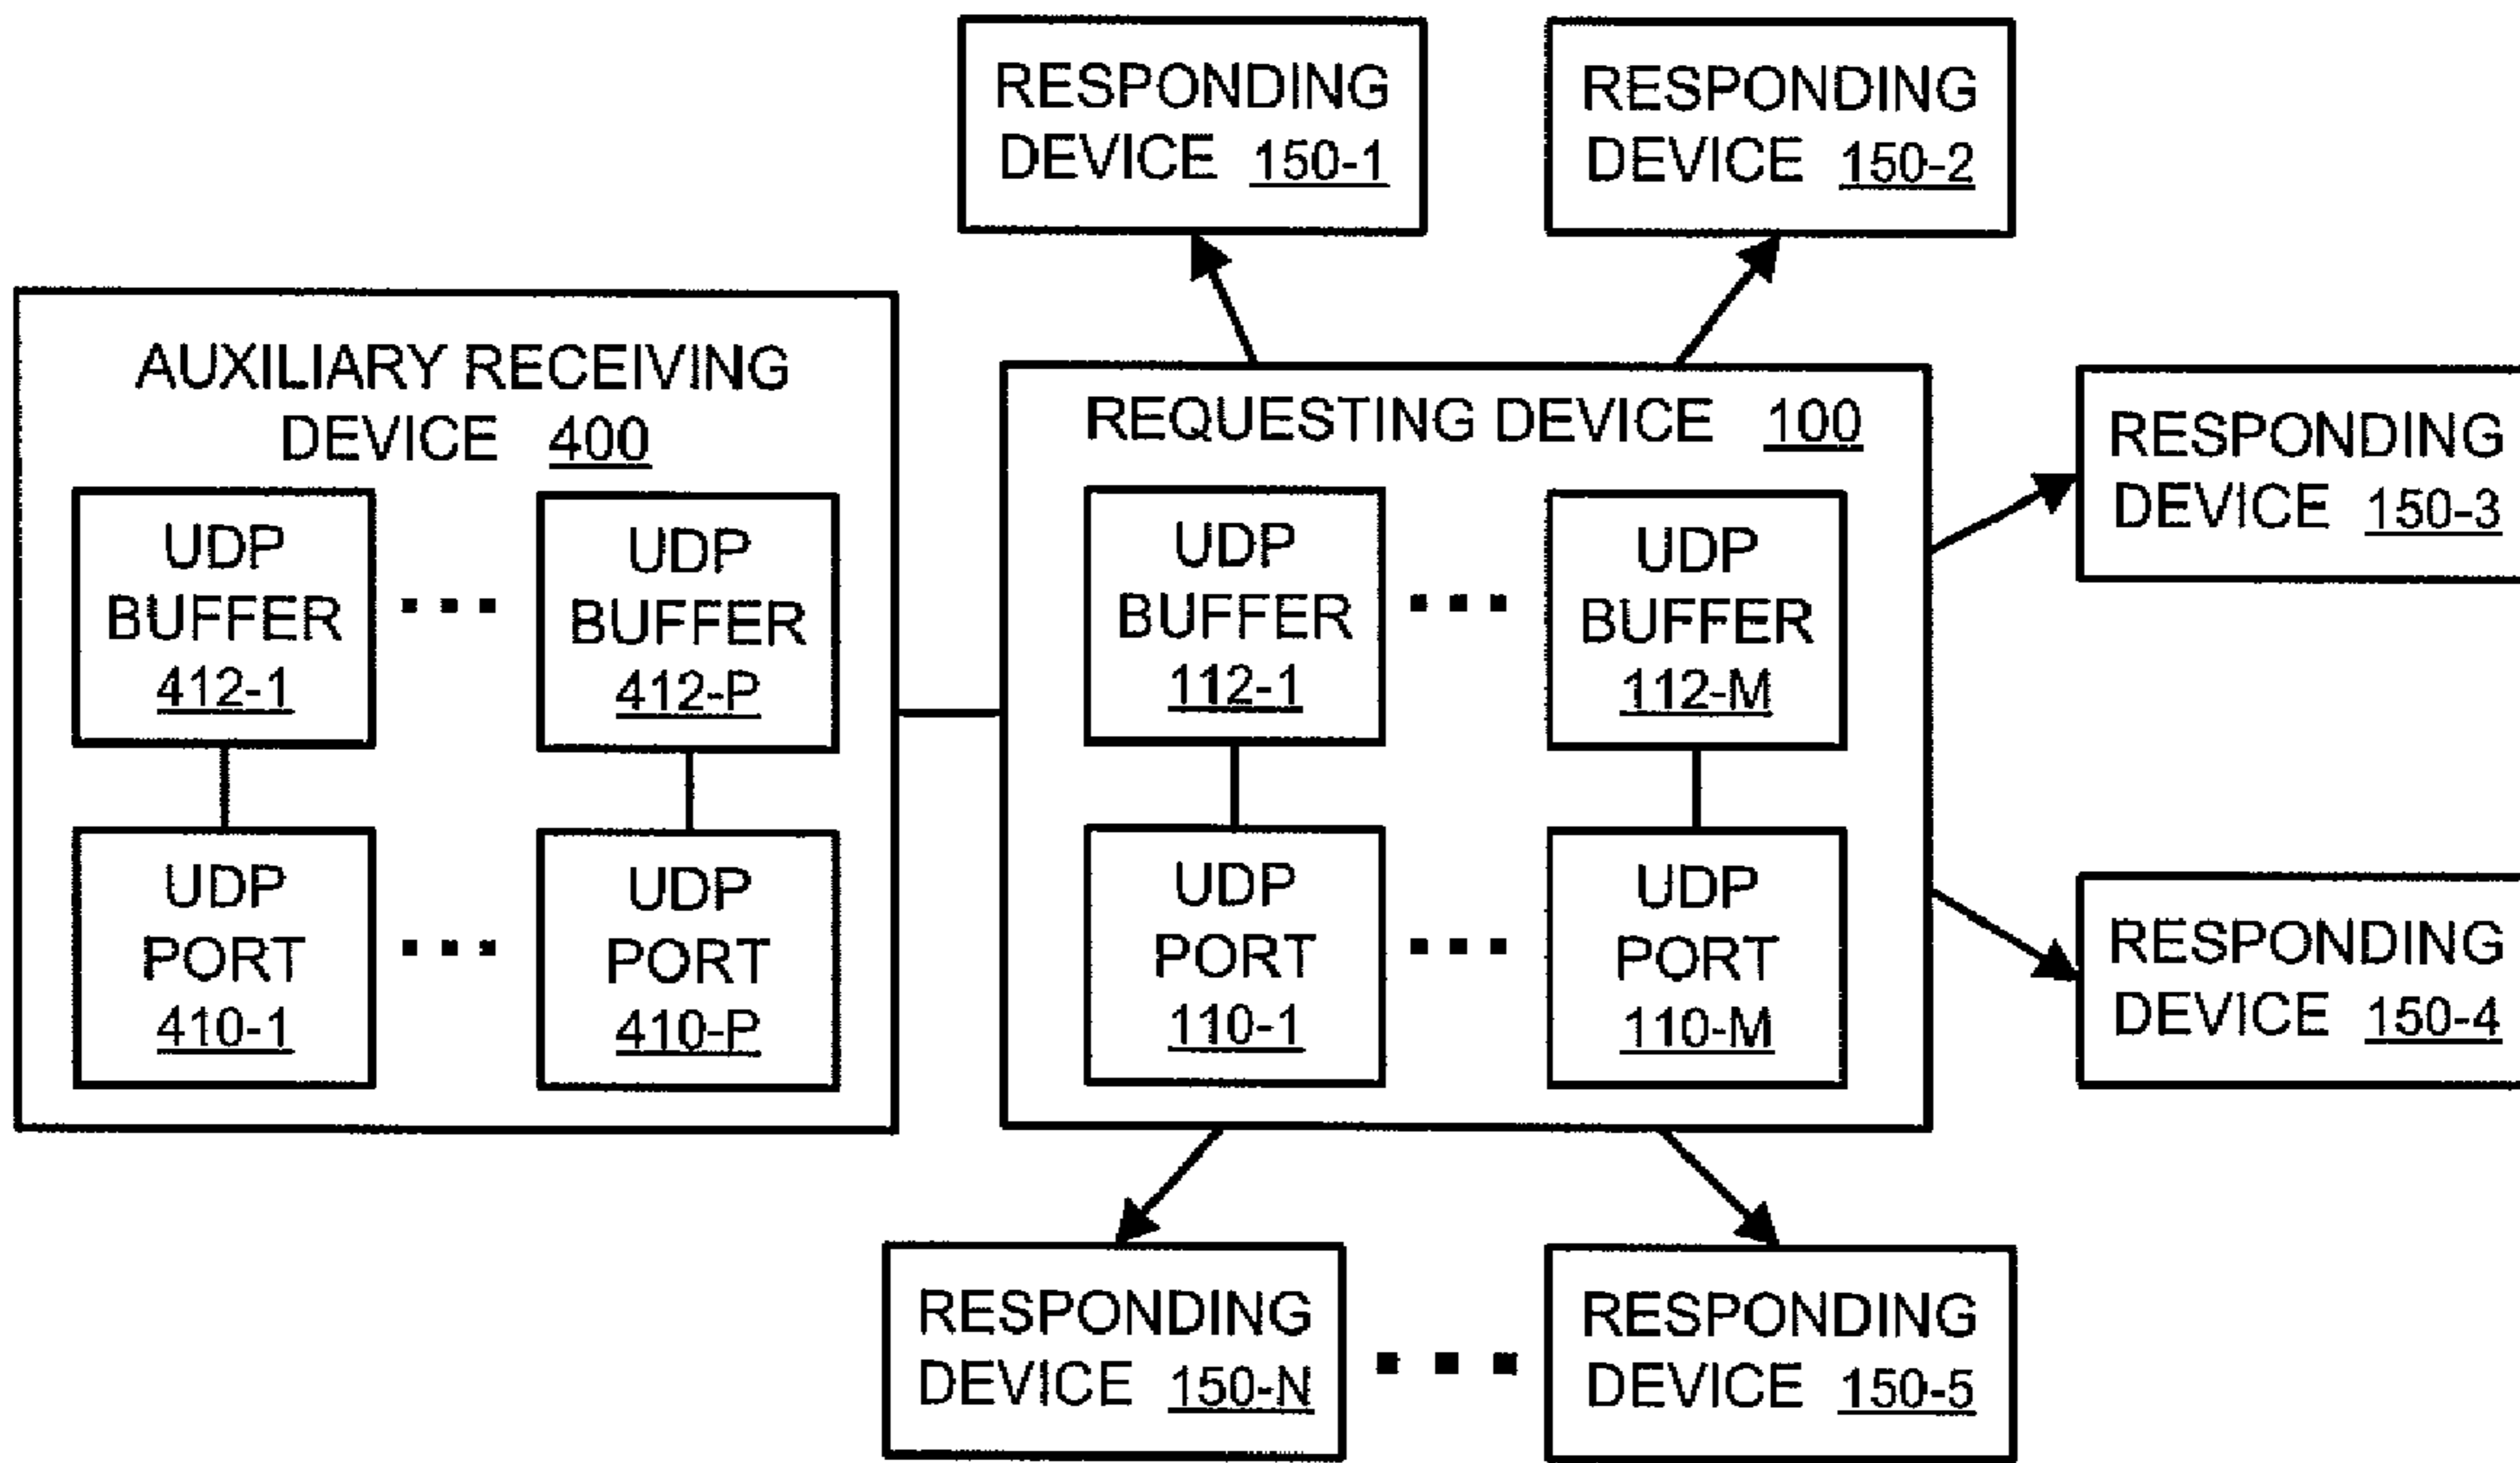 RESPONDING
DEVICE 150-1
RESPONDING
DEVICE 150-2
AUXILIARY RECEIVING
DEVICE 400
UDP
BUFFER
412-1
UDP
BUFFER
412-P
UDP
PORT
410-1
UDP
PORT
410-P
REQUESTING DEVICE 100
UDP
BUFFER
112-1
UDP
BUFFER
112-M
UDP
PORT
110-1
UDP
PORT
110-M
RESPONDING
DEVICE 150-3
RESPONDING
DEVICE 150-4
RESPONDING
DEVICE 150-N
RESPONDING
DEVICE 150-5